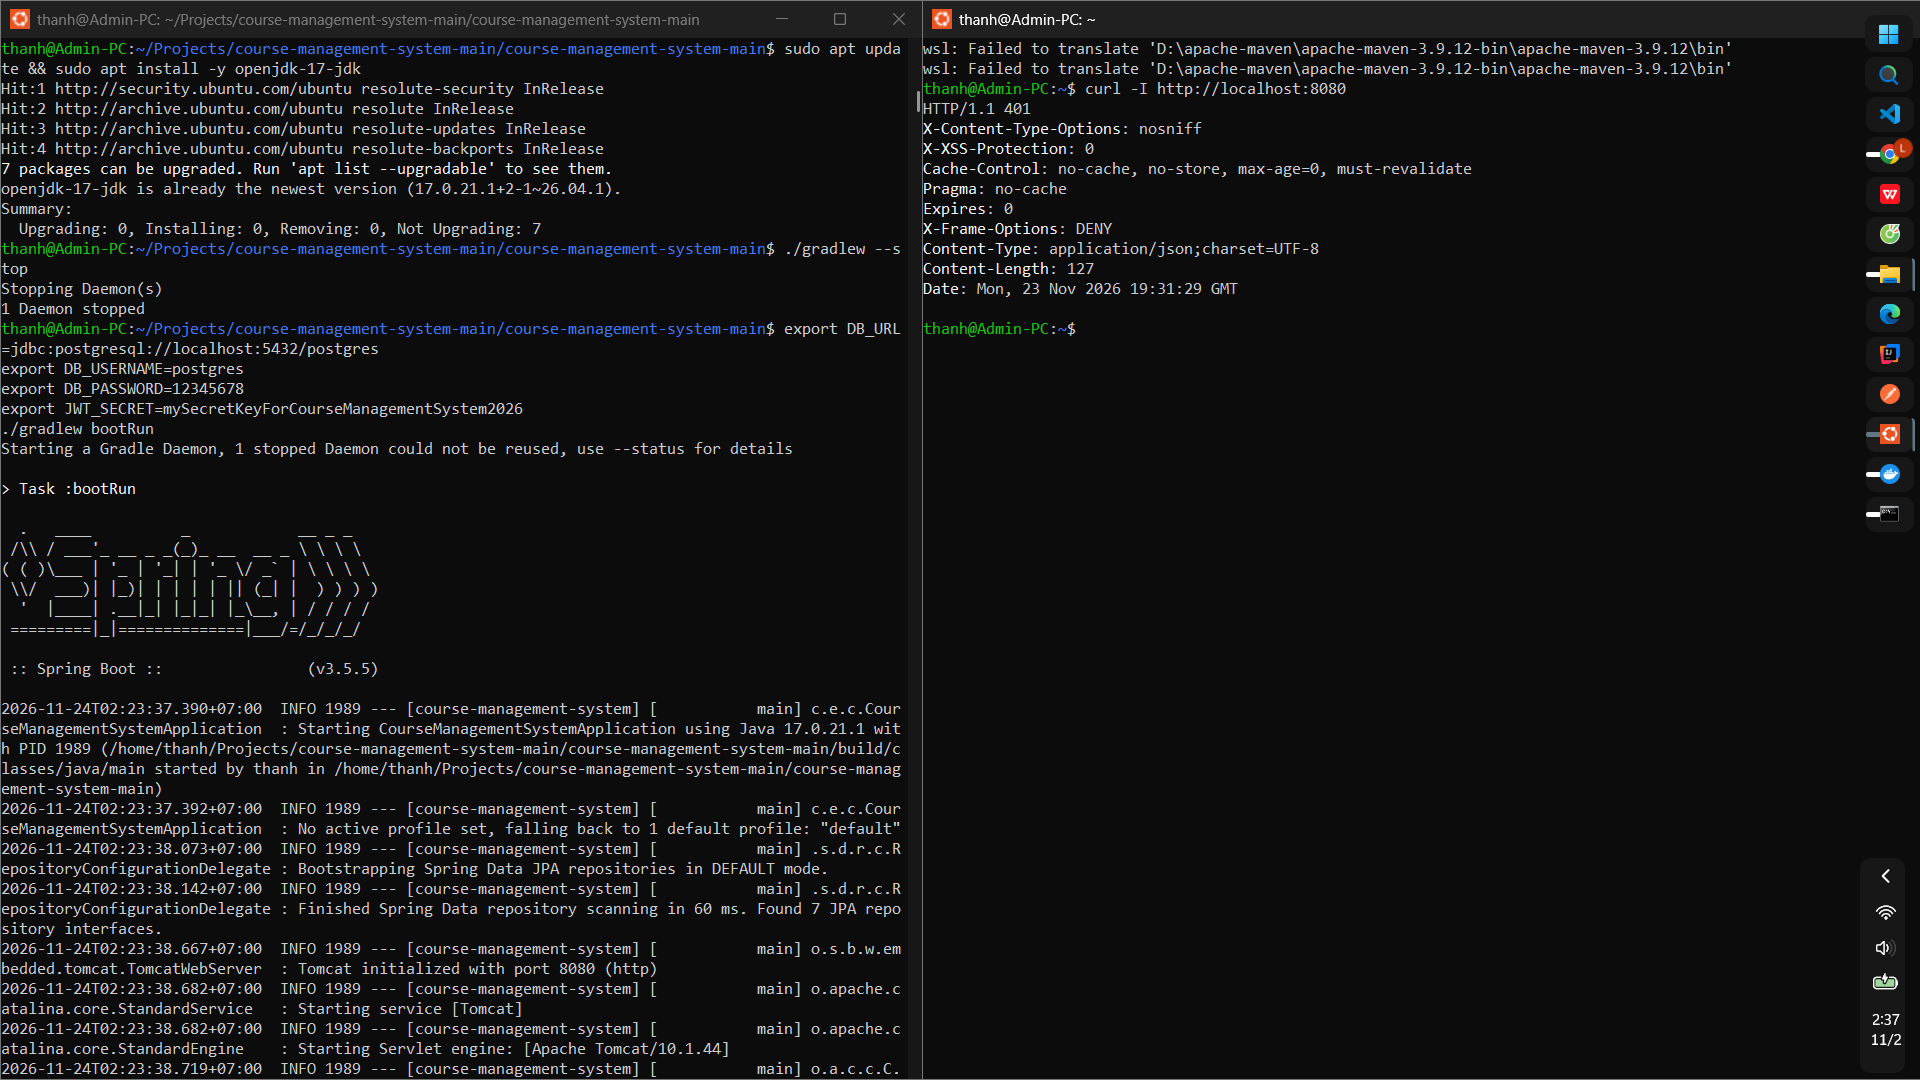 thanh@Admin-PC: ~/Projects/course-management-system-main/course-management-system-main
thanh@Admin-PC:~/Projects/course-management-system-main/course-management-system-main$ sudo apt upda
te && sudo apt install -y openjdk-17-jdk
Hit:1 http://security.ubuntu.com/ubuntu resolute-security InRelease
Hit:2 http://archive.ubuntu.com/ubuntu resolute InRelease
Hit:3 http://archive.ubuntu.com/ubuntu resolute-updates InRelease
Hit:4 http://archive.ubuntu.com/ubuntu resolute-backports InRelease
7 packages can be upgraded. Run 'apt list --upgradable' to see them.
openjdk-17-jdk is already the newest version (17.0.21.1+2-1~26.04.1).
Summary:
  Upgrading: 0, Installing: 0, Removing: 0, Not Upgrading: 7
thanh@Admin-PC:~/Projects/course-management-system-main/course-management-system-main$ ./gradlew --s
top
Stopping Daemon(s)
1 Daemon stopped
thanh@Admin-PC:~/Projects/course-management-system-main/course-management-system-main$ export DB_URL
=jdbc:postgresql://localhost:5432/postgres
export DB_USERNAME=postgres
export DB_PASSWORD=12345678
export JWT_SECRET=mySecretKeyForCourseManagementSystem2026
./gradlew bootRun
Starting a Gradle Daemon, 1 stopped Daemon could not be reused, use --status for details
> Task :bootRun
Spring
:: Spring Boot ::                (v3.5.5)
2026-11-24T02:23:37.390+07:00  INFO 1989 --- [course-management-system] [           main] c.e.c.Cour
seManagementSystemApplication  : Starting CourseManagementSystemApplication using Java 17.0.21.1 wit
h PID 1989 (/home/thanh/Projects/course-management-system-main/course-management-system-main/build/c
lasses/java/main started by thanh in /home/thanh/Projects/course-management-system-main/course-manag
ement-system-main)
2026-11-24T02:23:37.392+07:00  INFO 1989 --- [course-management-system] [           main] c.e.c.Cour
seManagementSystemApplication  : No active profile set, falling back to 1 default profile: "default"
2026-11-24T02:23:38.073+07:00  INFO 1989 --- [course-management-system] [           main] .s.d.r.c.R
epositoryConfigurationDelegate : Bootstrapping Spring Data JPA repositories in DEFAULT mode.
2026-11-24T02:23:38.142+07:00  INFO 1989 --- [course-management-system] [           main] .s.d.r.c.R
epositoryConfigurationDelegate : Finished Spring Data repository scanning in 60 ms. Found 7 JPA repo
sitory interfaces.
2026-11-24T02:23:38.667+07:00  INFO 1989 --- [course-management-system] [           main] o.s.b.w.em
bedded.tomcat.TomcatWebServer  : Tomcat initialized with port 8080 (http)
2026-11-24T02:23:38.682+07:00  INFO 1989 --- [course-management-system] [           main] o.apache.c
atalina.core.StandardService   : Starting service [Tomcat]
2026-11-24T02:23:38.682+07:00  INFO 1989 --- [course-management-system] [           main] o.apache.c
atalina.core.StandardEngine    : Starting Servlet engine: [Apache Tomcat/10.1.44]
2026-11-24T02:23:38.719+07:00  INFO 1989 --- [course-management-system] [           main] o.a.c.c.C.
thanh@Admin-PC: ~
wsl: Failed to translate 'D:\apache-maven\apache-maven-3.9.12-bin\apache-maven-3.9.12\bin'
wsl: Failed to translate 'D:\apache-maven\apache-maven-3.9.12-bin\apache-maven-3.9.12\bin'
thanh@Admin-PC:~$ curl -I http://localhost:8080
HTTP/1.1 401
X-Content-Type-Options: nosniff
X-XSS-Protection: 0
Cache-Control: no-cache, no-store, max-age=0, must-revalidate
Pragma: no-cache
Expires: 0
X-Frame-Options: DENY
Content-Type: application/json;charset=UTF-8
Content-Length: 127
Date: Mon, 23 Nov 2026 19:31:29 GMT
thanh@Admin-PC:~$
L
2:37
11/2